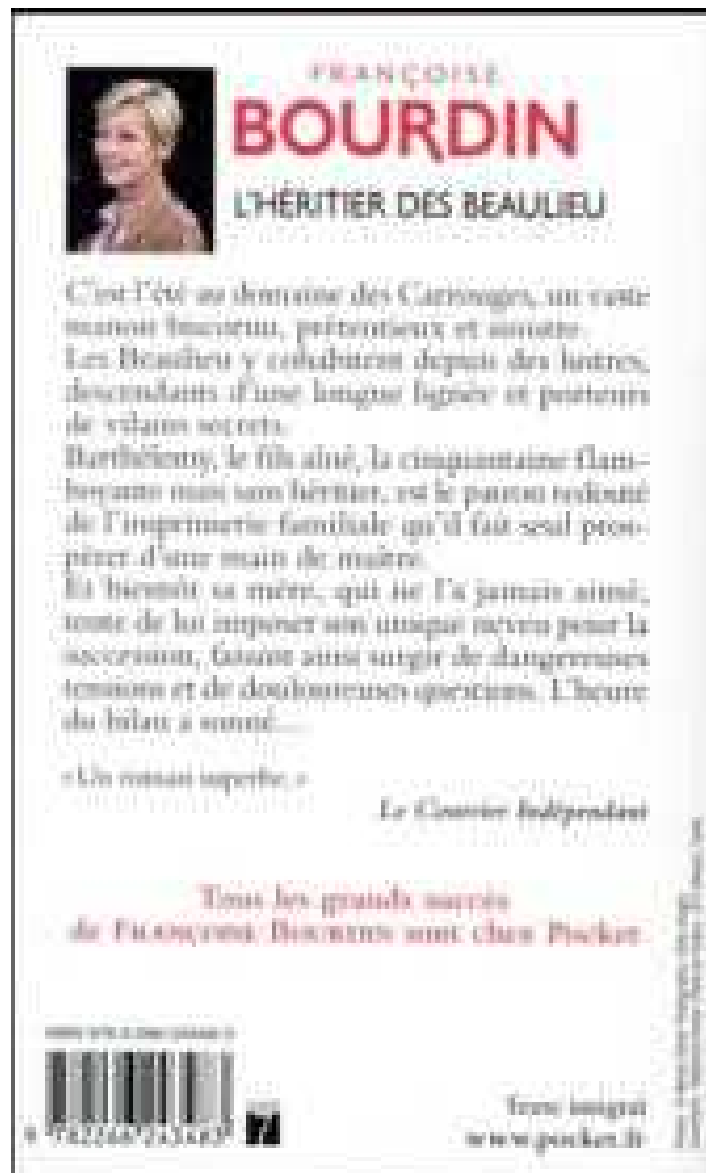 FRANÇOISE
BOURDIN
L'HÉRITIER DES BEAULIEU
C'est l'été au domaine des Carrouges, un vaste
manoir biscornu, prétentieux et sinistre.
Les Beaulieu y cohabitent depuis des lustres,
descendants d'une longue lignée et porteurs
de vilains secrets.
Barthélemy, le fils aîné, la cinquantaine flam-
boyante mais sans héritier, est le patron redouté
de l'imprimerie familiale qu'il fait seul pros-
pérer d'une main de maître.
Et bientôt sa mère, qui ne l'a jamais aimé,
tente de lui imposer son unique neveu pour la
succession, faisant ainsi surgir de dangereuses
tensions et de douloureuses questions. L'heure
du bilan a sonné...
« Un roman superbe. »
Le Courrier Indépendant
Tous les grands succès
de FRANÇOISE BOURDIN sont chez Pocket
Texte intégral
www.pocket.fr